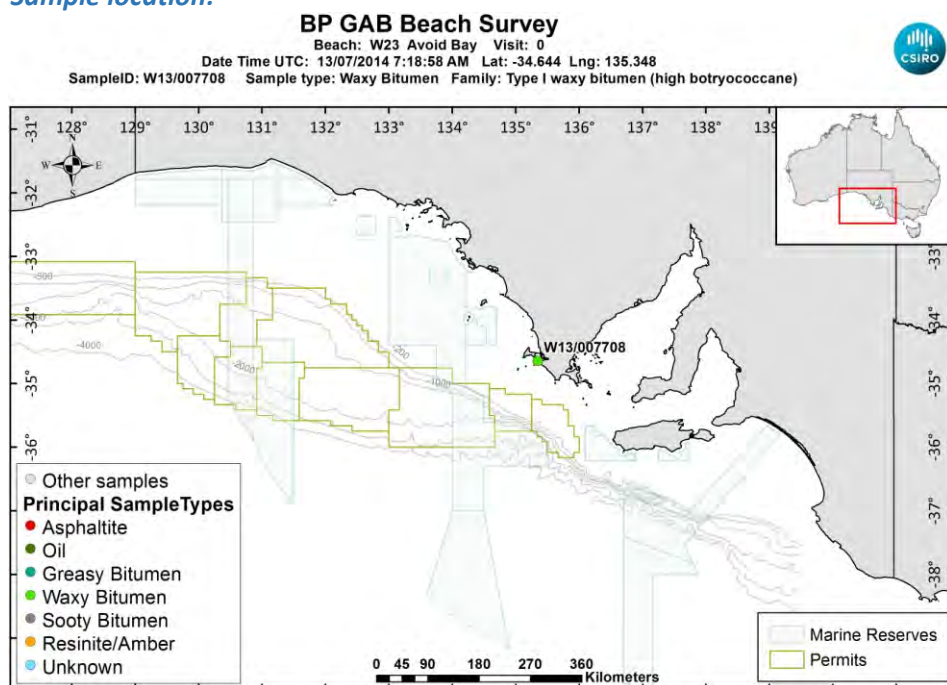 Sample location:
BP GAB Beach Survey
Beach: W23 Avoid Bay Visit: 0
Date Time UTC: 13/07/2014 7:18:58 AM Lat: -34.644 Lng: 135.348
SampleID: W13/007708 Sample type: Waxy Bitumen Family: Type I waxy bitumen (high botryococcane)
CSIRO
128° 129° 130° 131° 132° 133° 134° 135° 136° 137° 138° 139
-31° -31°
N
W E
S
-32°
-33° -33°
-34° -34°
-35° -35°
-36° -36°
-37°
-38°
-200
-1000
-2000
-4000
W13/007708
Other samples
Principal SampleTypes
Asphaltite
Oil
Greasy Bitumen
Waxy Bitumen
Sooty Bitumen
Resinite/Amber
Unknown
0 45 90 180 270 360
Kilometers
Marine Reserves
Permits